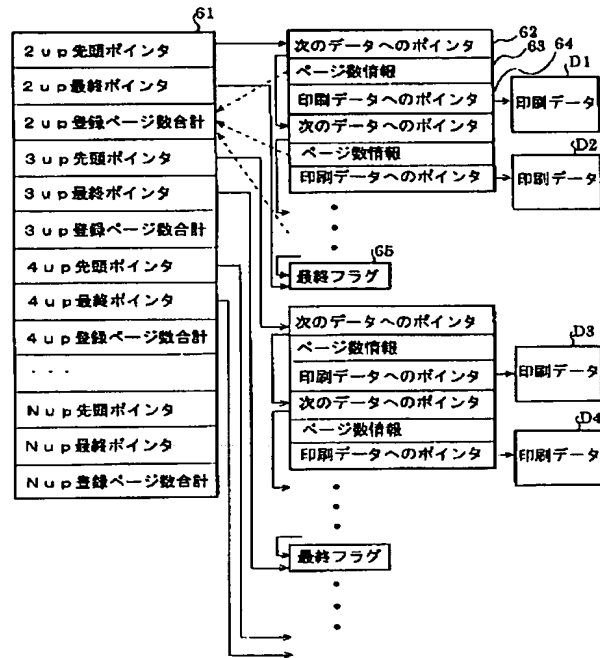 61
2up先頭ポインタ
2up最終ポインタ
2up登録ページ数合計
3up先頭ポインタ
3up最終ポインタ
3up登録ページ数合計
4up先頭ポインタ
4up最終ポインタ
4up登録ページ数合計
・・・
Nup先頭ポインタ
Nup最終ポインタ
Nup登録ページ数合計
62
63
64
次のデータへのポインタ
ページ数情報
印刷データへのポインタ
次のデータへのポインタ
ページ数情報
印刷データへのポインタ
65
最終フラグ
D1
印刷データ
D2
印刷データ
次のデータへのポインタ
ページ数情報
印刷データへのポインタ
次のデータへのポインタ
ページ数情報
印刷データへのポインタ
最終フラグ
D3
印刷データ
D4
印刷データ